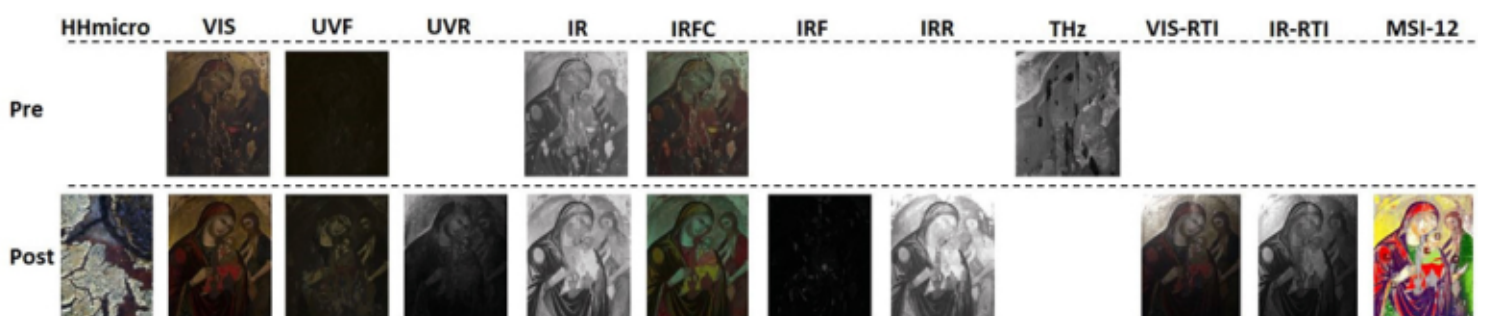 HHmicro VIS UVF UVR IR IRFC IRF IRR THz VIS-RTI IR-RTI MSI-12
Pre
Post